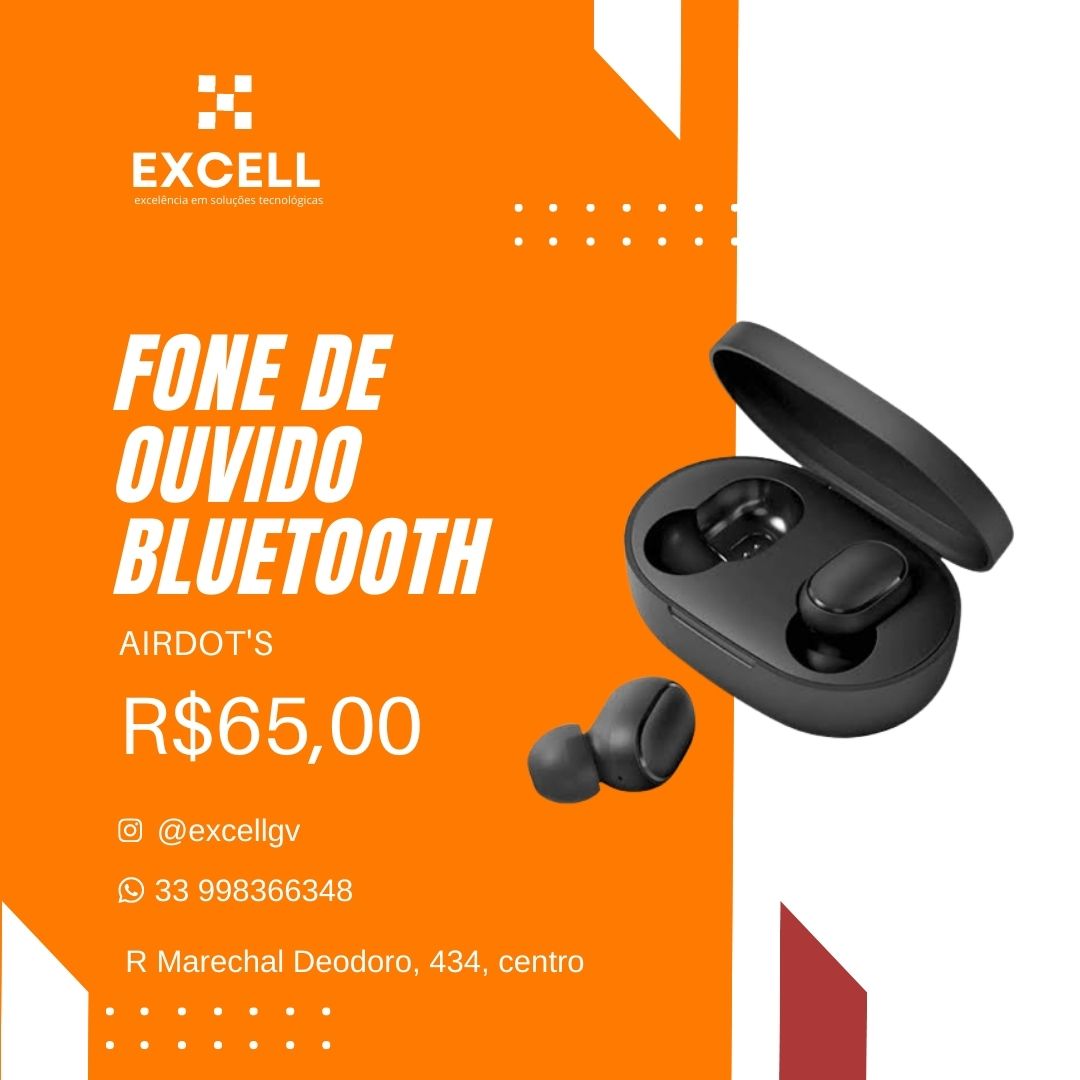 EXCELL
excelência em soluções tecnológicas
FONE DE
OUVIDO
BLUETOOTH
AIRDOT'S
R$65,00
@excellgv
33 998366348
R Marechal Deodoro, 434, centro